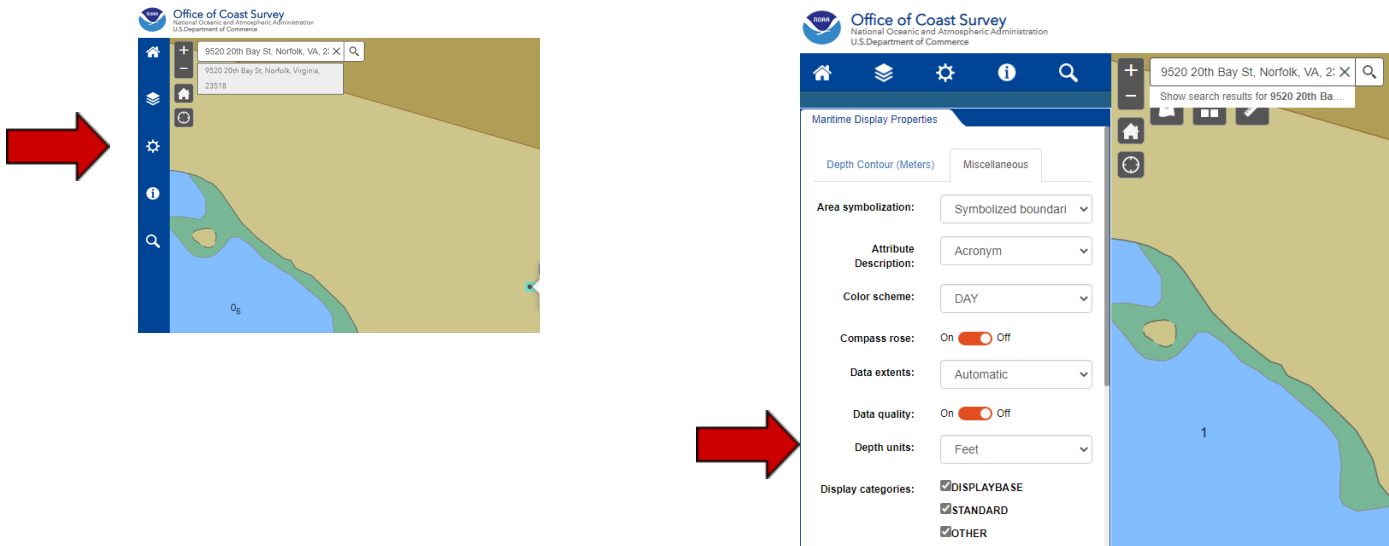 NOAA
Office of Coast Survey
National Oceanic and Atmospheric Administration
U.S.Department of Commerce
9520 20th Bay St, Norfolk, VA, 2
9520 20th Bay St, Norfolk, Virginia,
23518
0₆
NOAA
Office of Coast Survey
National Oceanic and Atmospheric Administration
U.S.Department of Commerce
9520 20th Bay St, Norfolk, VA, 2
Show search results for 9520 20th Ba...
Maritime Display Properties
Depth Contour (Meters)
Miscellaneous
Area symbolization: Symbolized boundari
Attribute
Description: Acronym
Color scheme: DAY
Compass rose: On Off
Data extents: Automatic
Data quality: On Off
Depth units: Feet
Display categories: DISPLAYBASE
STANDARD
OTHER
1